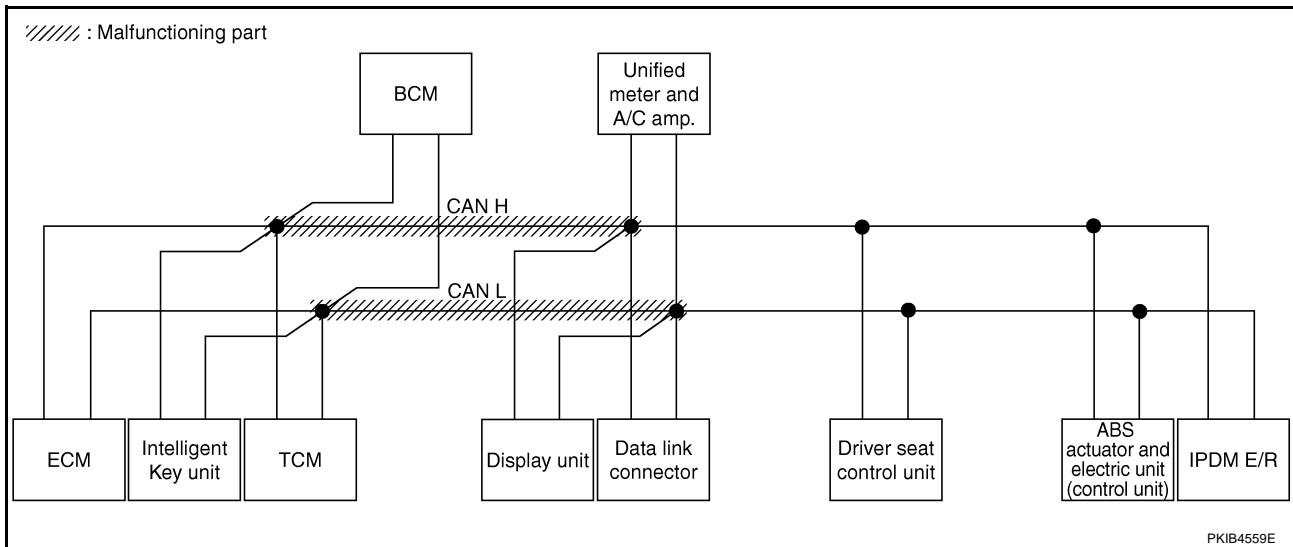 : Malfunctioning part
BCM
Unified
meter and
A/C amp.
CAN H
CAN L
ECM
Intelligent
Key unit
TCM
Display unit
Data link
connector
Driver seat
control unit
ABS
actuator and
electric unit
(control unit)
IPDM E/R
PKIB4559E